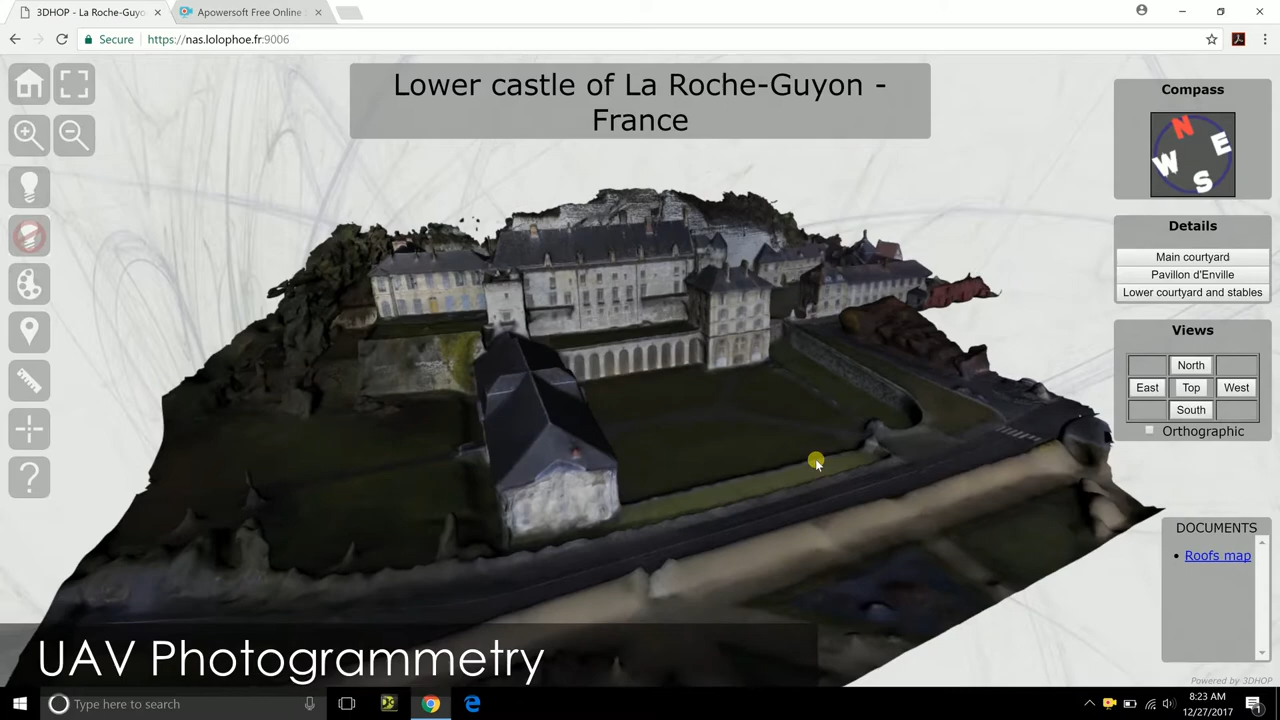 3DHOP - La Roche-Guyo
Apowersoft Free Online
Secure
https://nas.lolophoe.fr:9006
Lower castle of La Roche-Guyon -
France
Compass
N
E
W
S
Details
Main courtyard
Pavillon d'Enville
Lower courtyard and stables
Views
North
East
Top
West
South
Orthographic
DOCUMENTS
Roofs map
?
UAV Photogrammetry
Powered by 3DHOP
Type here to search
8:23 AM
12/27/2017
1